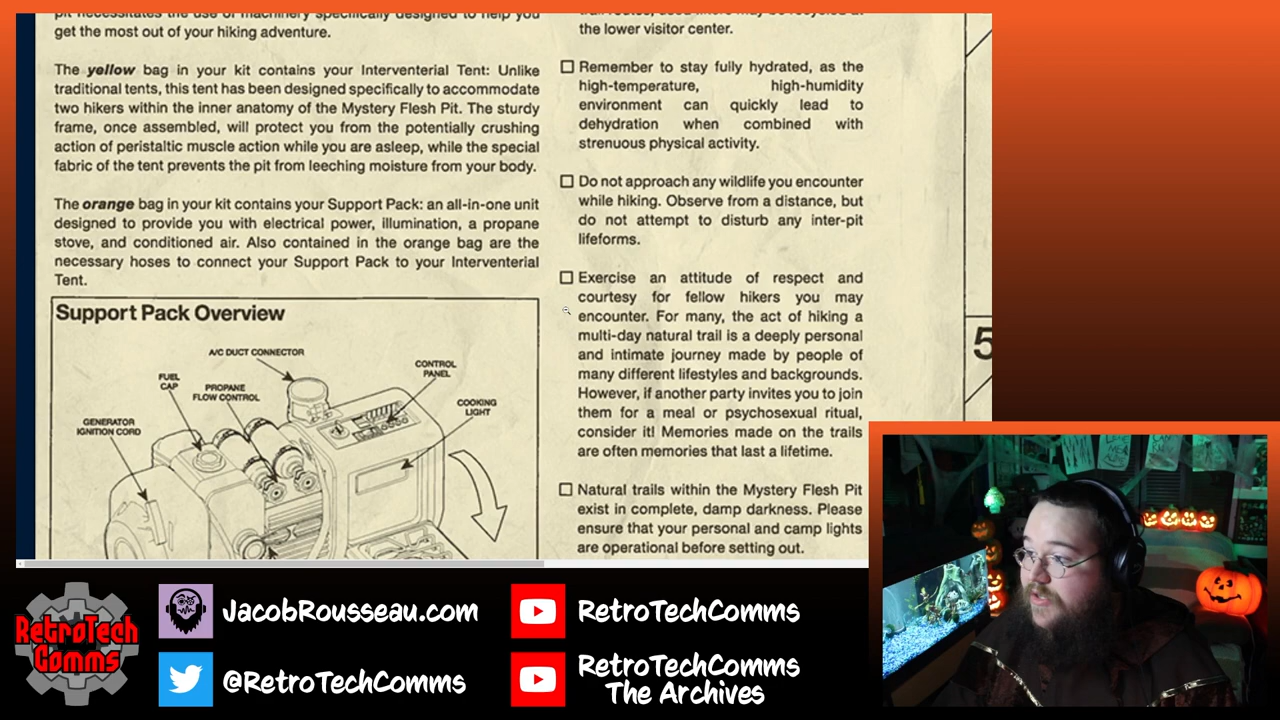 pit necessitates the use of machinery specifically designed to help you
get the most out of your hiking adventure.
The yellow bag in your kit contains your Interventerial Tent: Unlike
traditional tents, this tent has been designed specifically to accommodate
two hikers within the inner anatomy of the Mystery Flesh Pit. The sturdy
frame, once assembled, will protect you from the potentially crushing
action of peristaltic muscle action while you are asleep, while the special
fabric of the tent prevents the pit from leeching moisture from your body.
The orange bag in your kit contains your Support Pack: an all-in-one unit
designed to provide you with electrical power, illumination, a propane
stove, and conditioned air. Also contained in the orange bag are the
necessary hoses to connect your Support Pack to your Interventerial
Tent.
Support Pack Overview
A/C DUCT CONNECTOR
FUEL
CAP
PROPANE
FLOW CONTROL
CONTROL
PANEL
COOKING
LIGHT
GENERATOR
IGNITION CORD
the lower visitor center.
Remember to stay fully hydrated, as the
high-temperature, high-humidity
environment can quickly lead to
dehydration when combined with
strenuous physical activity.
Do not approach any wildlife you encounter
while hiking. Observe from a distance, but
do not attempt to disturb any inter-pit
lifeforms.
Exercise an attitude of respect and
courtesy for fellow hikers you may
encounter. For many, the act of hiking a
multi-day natural trail is a deeply personal
and intimate journey made by people of
many different lifestyles and backgrounds.
However, if another party invites you to join
them for a meal or psychosexual ritual,
consider it! Memories made on the trails
are often memories that last a lifetime.
Natural trails within the Mystery Flesh Pit
exist in complete, damp darkness. Please
ensure that your personal and camp lights
are operational before setting out.
5
RetroTech
Comms
JacobRousseau.com
@RetroTechComms
RetroTechComms
RetroTechComms
The Archives